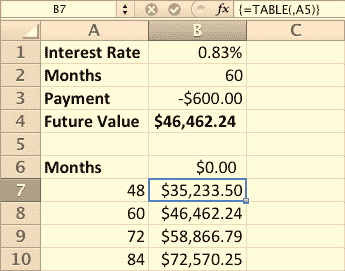 B7 fx {=TABLE(,A5)}
A B C
1 Interest Rate 0.83%
2 Months 60
3 Payment -$600.00
4 Future Value $46,462.24
5
6 Months $0.00
7 48 $35,233.50
8 60 $46,462.24
9 72 $58,866.79
10 84 $72,570.25